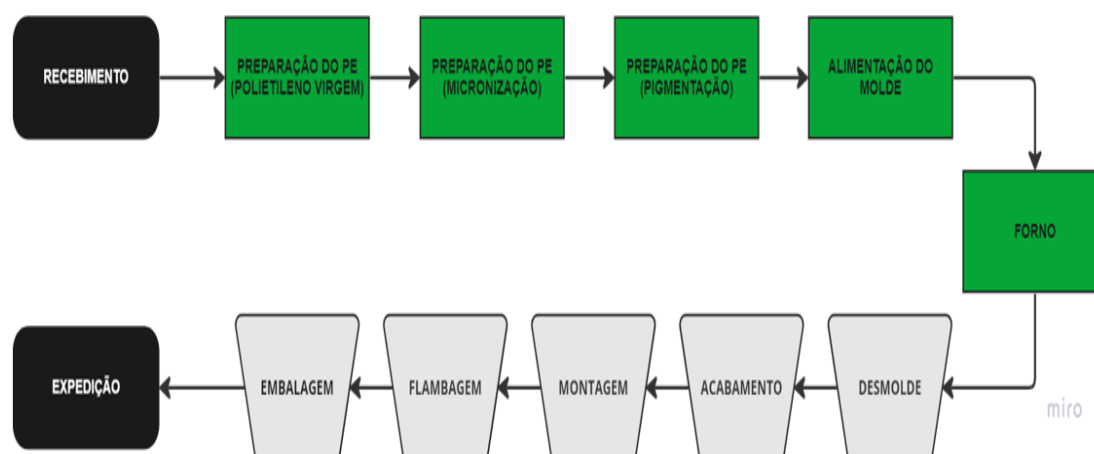 RECEBIMENTO
PREPARAÇÃO DO PE
(POLIETILENO VIRGEM)
PREPARAÇÃO DO PE
(MICRONIZAÇÃO)
PREPARAÇÃO DO PE
(PIGMENTAÇÃO)
ALIMENTAÇÃO DO
MOLDE
FORNO
DESMOLDE
ACABAMENTO
MONTAGEM
FLAMBAGEM
EMBALAGEM
EXPEDIÇÃO
miro